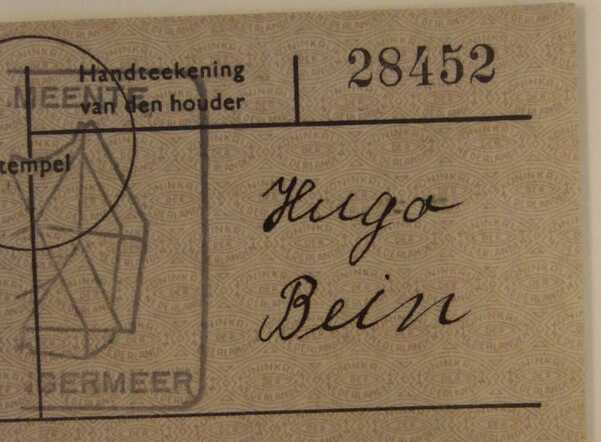 Handteekening
van den houder
28452
MEENTE
tempel
Hugo
Bein
GERMEER